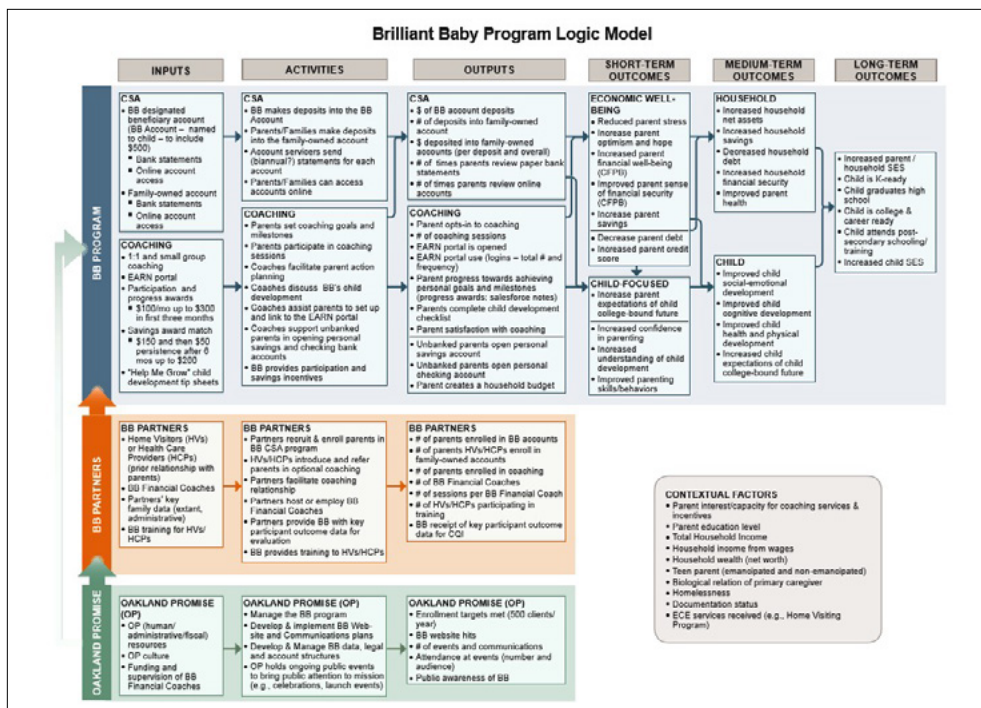 Brilliant Baby Program Logic Model
INPUTS
ACTIVITIES
OUTPUTS
SHORT-TERM
OUTCOMES
MEDIUM-TERM
OUTCOMES
LONG-TERM
OUTCOMES
BB PROGRAM
CSA
• BB designated
beneficiary account
(BB Account – named
to child – to include
$500)
▪ Bank statements
▪ Online account
access
• Family-owned account
▪ Bank statements
▪ Online account
access
COACHING
• 1:1 and small group
coaching
• EARN portal
• Participation and
progress awards
▪ $100/mo up to $300
in first three months
• Savings award match
▪ $150 and then $50
persistence after 6
mos up to $200
• "Help Me Grow" child
development tip sheets
CSA
• BB makes deposits into the BB
Account
• Parents/Families make deposits
into the family-owned account
• Account servicers send
(biannual?) statements for each
account
• Parents/Families can access
accounts online
COACHING
• Parents set coaching goals and
milestones
• Parents participate in coaching
sessions
• Coaches facilitate parent action
planning
• Coaches discuss BB's child
development
• Coaches assist parents to set up
and link to the EARN portal
• Coaches support unbanked
parents in opening personal
savings and checking bank
accounts
• BB provides participation and
savings incentives
CSA
• $ of BB account deposits
• # of deposits into family-owned
account
• $ deposited into family-owned
accounts (per deposit and overall)
• # of times parents review paper bank
statements
• # of times parents review online accounts
COACHING
• Parent opts-in to coaching
• # of coaching sessions
• EARN portal is opened
• EARN portal use (logins – total # and
frequency)
• Parent progress towards achieving
personal goals and milestones
(progress awards: salesforce notes)
• Parents complete child development
checklist
• Parent satisfaction with coaching
• Unbanked parents open personal
savings account
• Unbanked parents open personal
checking account
• Parent creates a household budget
ECONOMIC WELL-
BEING
• Reduced parent stress
• Increase parent
optimism and hope
• Increased parent
financial well-being
(CFPB)
• Improved parent sense
of financial security
(CFPB)
• Increase parent
savings
• Decrease parent debt
• Increased parent credit
score
CHILD-FOCUSED
• Increase parent
expectations of child
college-bound future
• Increased confidence
in parenting
• Increased
understanding of child
development
• Improved parenting
skills/behaviors
HOUSEHOLD
• Increased household
net assets
• Increased household
savings
• Decreased household
debt
• Increased household
financial security
• Improved parent
health
CHILD
• Improved child
social-emotional
development
• Improved child
cognitive development
• Improved child
health and physical
development
• Increased child
expectations of child
college-bound future
• Increased parent /
household SES
• Child is K-ready
• Child graduates high
school
• Child is college &
career ready
• Child attends post-
secondary schooling/
training
• Increased child SES
BB PARTNERS
BB PARTNERS
• Home Visitors (HVs)
or Health Care
Providers (HCPs)
(prior relationship with
parents)
• BB Financial Coaches
• Partners' key
family data (extant,
administrative)
• BB training for HVs/
HCPs
BB PARTNERS
• Partners recruit & enroll parents in
BB CSA program
• HVs/HCPs introduce and refer
parents in optional coaching
• Partners facilitate coaching
relationship
• Partners host or employ BB
Financial Coaches
• Partners provide BB with key
participant outcome data for
evaluation
• BB provides training to HVs/HCPs
BB PARTNERS
• # of parents enrolled in BB accounts
• # of parents HVs/HCPs enroll in
family-owned accounts
• # of parents enrolled in coaching
• # of BB Financial Coaches
• # of sessions per BB Financial Coach
• # of HVs/HCPs participating in
training
• BB receipt of key participant outcome
data for CQI
CONTEXTUAL FACTORS
• Parent interest/capacity for coaching services &
incentives
• Parent education level
• Total Household Income
• Household income from wages
• Household wealth (net worth)
• Teen parent (emancipated and non-emancipated)
• Biological relation of primary caregiver
• Homelessness
• Documentation status
• ECE services received (e.g., Home Visiting
Program)
OAKLAND PROMISE
OAKLAND PROMISE
(OP)
• OP (human/
administrative/fiscal)
resources
• OP culture
• Funding and
supervision of BB
Financial Coaches
OAKLAND PROMISE (OP)
• Manage the BB program
• Develop & implement BB Web-
site and Communications plans
• Develop & Manage BB data, legal
and account structures
• OP holds ongoing public events
to bring public attention to mission
(e.g., celebrations, launch events)
OAKLAND PROMISE (OP)
• Enrollment targets met (500 clients/
year)
• BB website hits
• # of events and communications
• Attendance at events (number and
audience)
• Public awareness of BB